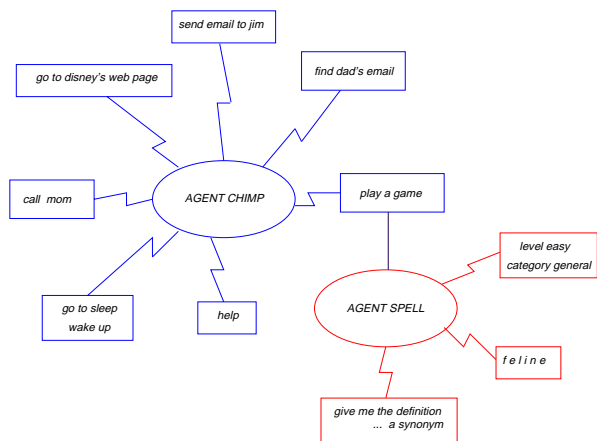 send email to jim
go to disney's web page
find dad's email
call mom
AGENT CHIMP
play a game
level easy
category general
go to sleep
wake up
help
AGENT SPELL
f e l i n e
give me the definition
... a synonym